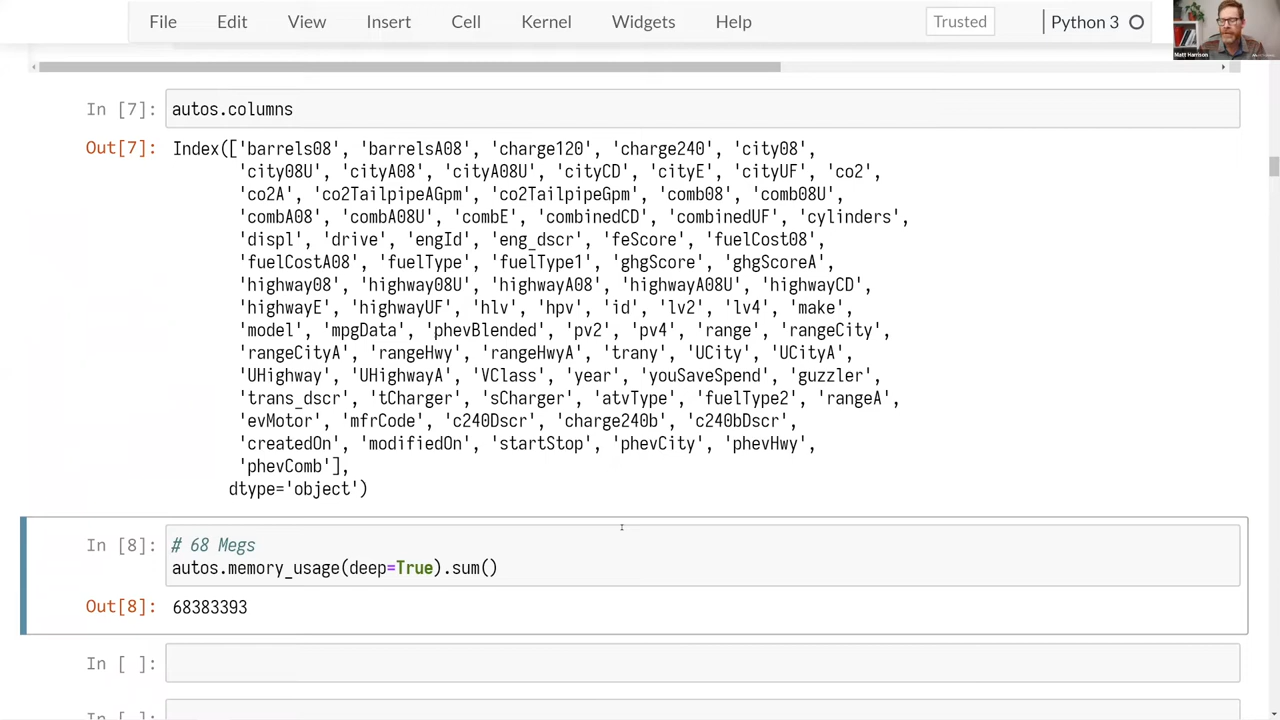 File Edit View Insert Cell Kernel Widgets Help Trusted Python 3
Matt Harrison
In [7]: autos.columns
Out[7]: Index(['barrels08', 'barrelsA08', 'charge120', 'charge240', 'city08',
'city08U', 'cityA08', 'cityA08U', 'cityCD', 'cityE', 'cityUF', 'co2',
'co2A', 'co2TailpipeAGpm', 'co2TailpipeGpm', 'comb08', 'comb08U',
'combA08', 'combA08U', 'combE', 'combinedCD', 'combinedUF', 'cylinders',
'displ', 'drive', 'engId', 'eng_dscr', 'feScore', 'fuelCost08',
'fuelCostA08', 'fuelType', 'fuelType1', 'ghgScore', 'ghgScoreA',
'highway08', 'highway08U', 'highwayA08', 'highwayA08U', 'highwayCD',
'highwayE', 'highwayUF', 'hlv', 'hpv', 'id', 'lv2', 'lv4', 'make',
'model', 'mpgData', 'phevBlended', 'pv2', 'pv4', 'range', 'rangeCity',
'rangeCityA', 'rangeHwy', 'rangeHwyA', 'trany', 'UCity', 'UCityA',
'UHighway', 'UHighwayA', 'VClass', 'year', 'youSaveSpend', 'guzzler',
'trans_dscr', 'tCharger', 'sCharger', 'atvType', 'fuelType2', 'rangeA',
'evMotor', 'mfrCode', 'c240Dscr', 'charge240b', 'c240bDscr',
'createdOn', 'modifiedOn', 'startStop', 'phevCity', 'phevHwy',
'phevComb'],
dtype='object')
In [8]: # 68 Megs
autos.memory_usage(deep=True).sum()
Out[8]: 68383393
In [ ]:
In [ ]: